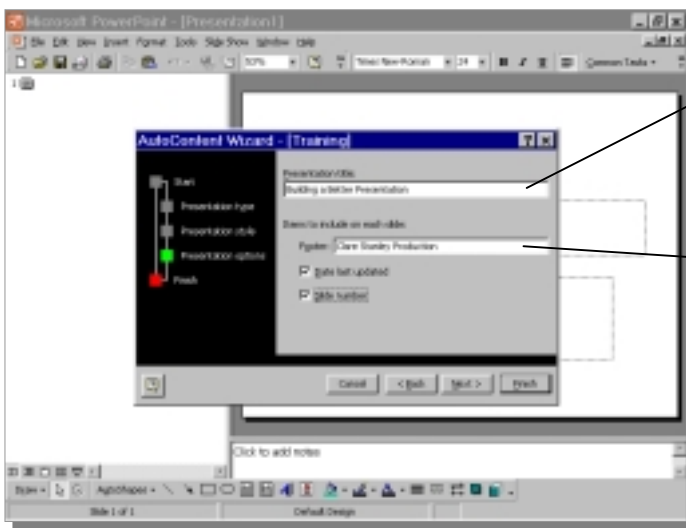 Microsoft PowerPoint - [Presentation1]
File Edit View Insert Format Tools Slide Show Window Help
50% Times New Roman 24 B I U Common Tasks
1
AutoContent Wizard - [Training]
Start
Presentation type
Presentation style
Presentation options
Finish
Presentation title:
Building a Better Presentation
Items to include on each slide:
Footer: Clare Stanley Production
Date last updated
Slide number
Cancel < Back Next > Finish
Click to add notes
Draw AutoShapes
Slide 1 of 1 Default Design